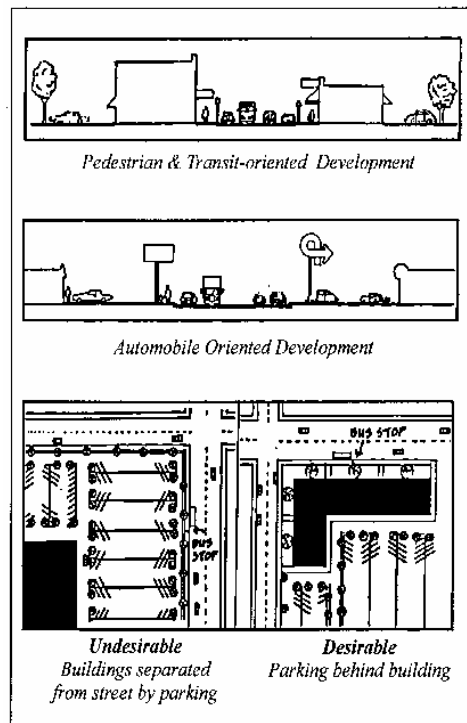 Pedestrian & Transit-oriented Development
Automobile Oriented Development
BUS STOP
BUS
STOP
Undesirable
Buildings separated
from street by parking
Desirable
Parking behind building